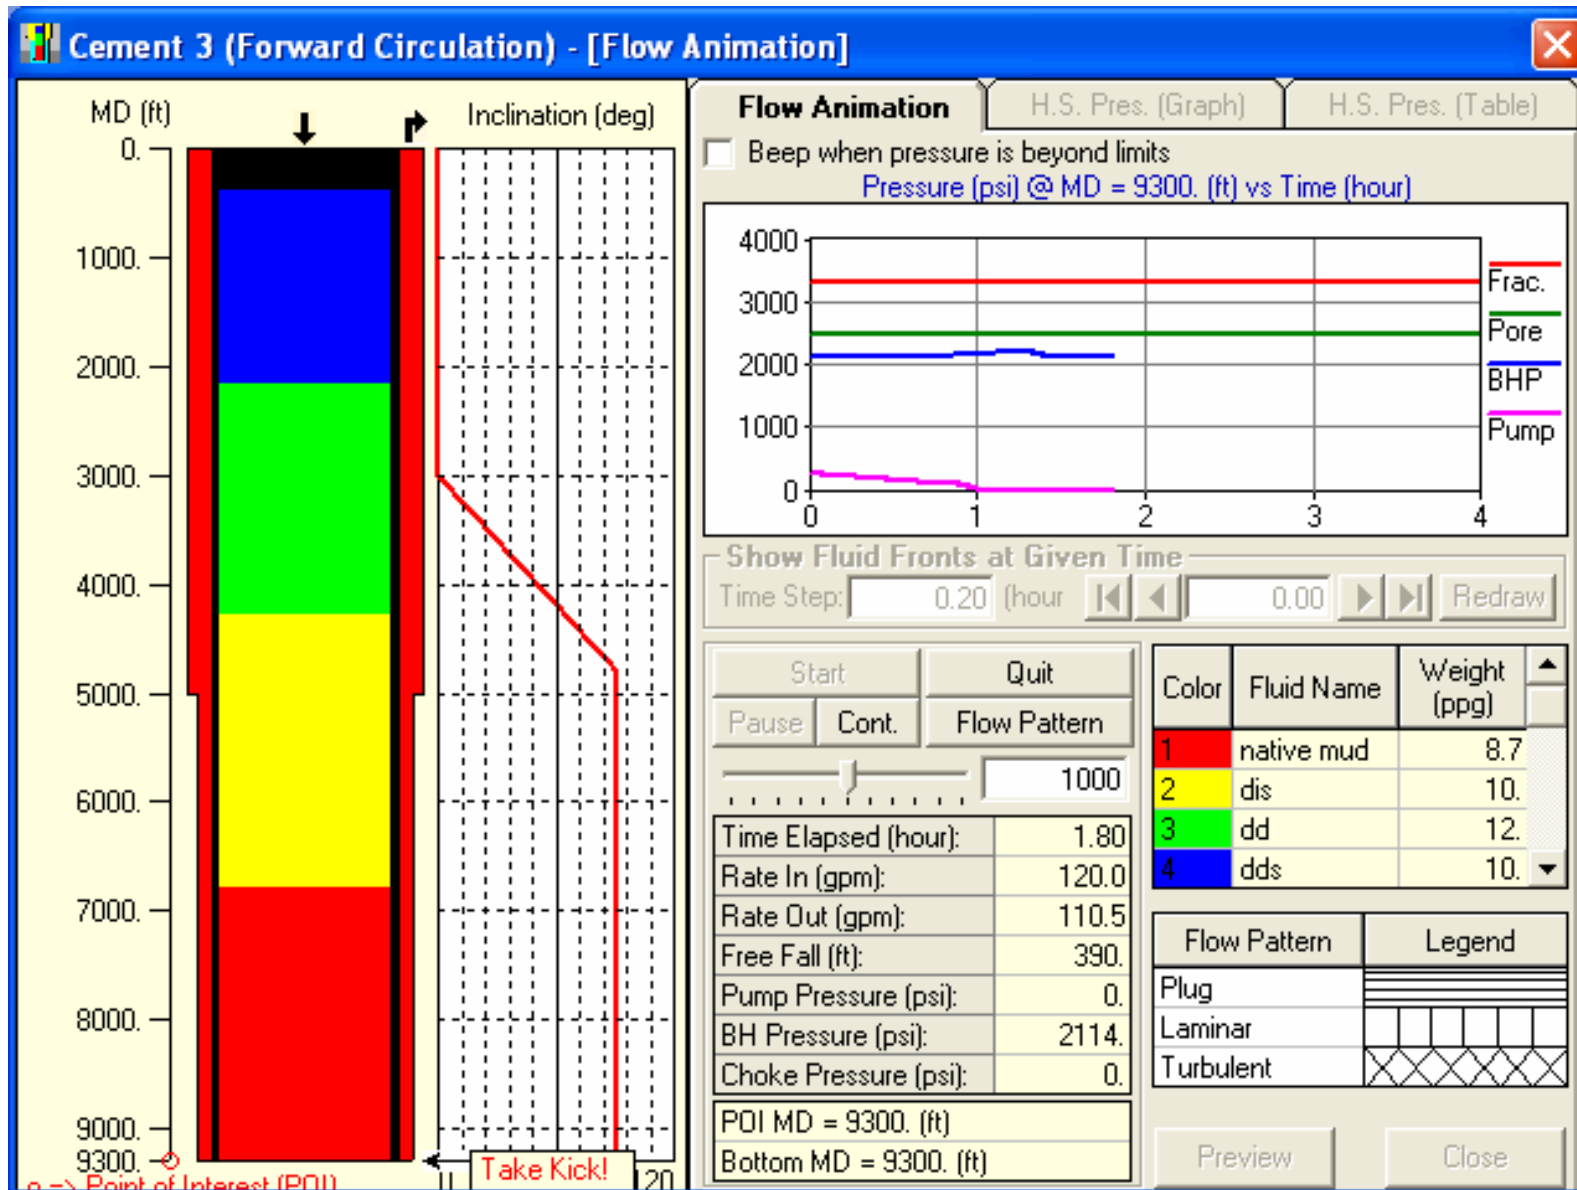 Cement 3 (Forward Circulation) - [Flow Animation]
MD (ft)
Inclination (deg)
0.
1000.
2000.
3000.
4000.
5000.
6000.
7000.
8000.
9000.
9300.
o => Point of Interest (POI)
Take Kick!
120
Flow Animation
H.S. Pres. (Graph)
H.S. Pres. (Table)
Beep when pressure is beyond limits
Pressure (psi) @ MD = 9300. (ft) vs Time (hour)
4000
3000
2000
1000
0
0 1 2 3 4
Frac.
Pore
BHP
Pump
Show Fluid Fronts at Given Time
Time Step: 0.20 (hour 0.00 Redraw
Start Quit
Pause Cont. Flow Pattern
1000
Time Elapsed (hour): 1.80
Rate In (gpm): 120.0
Rate Out (gpm): 110.5
Free Fall (ft): 390.
Pump Pressure (psi): 0.
BH Pressure (psi): 2114.
Choke Pressure (psi): 0.
POI MD = 9300. (ft)
Bottom MD = 9300. (ft)
Color Fluid Name Weight (ppg)
1 native mud 8.7
2 dis 10.
3 dd 12.
4 dds 10.
Flow Pattern Legend
Plug
Laminar
Turbulent
Preview Close